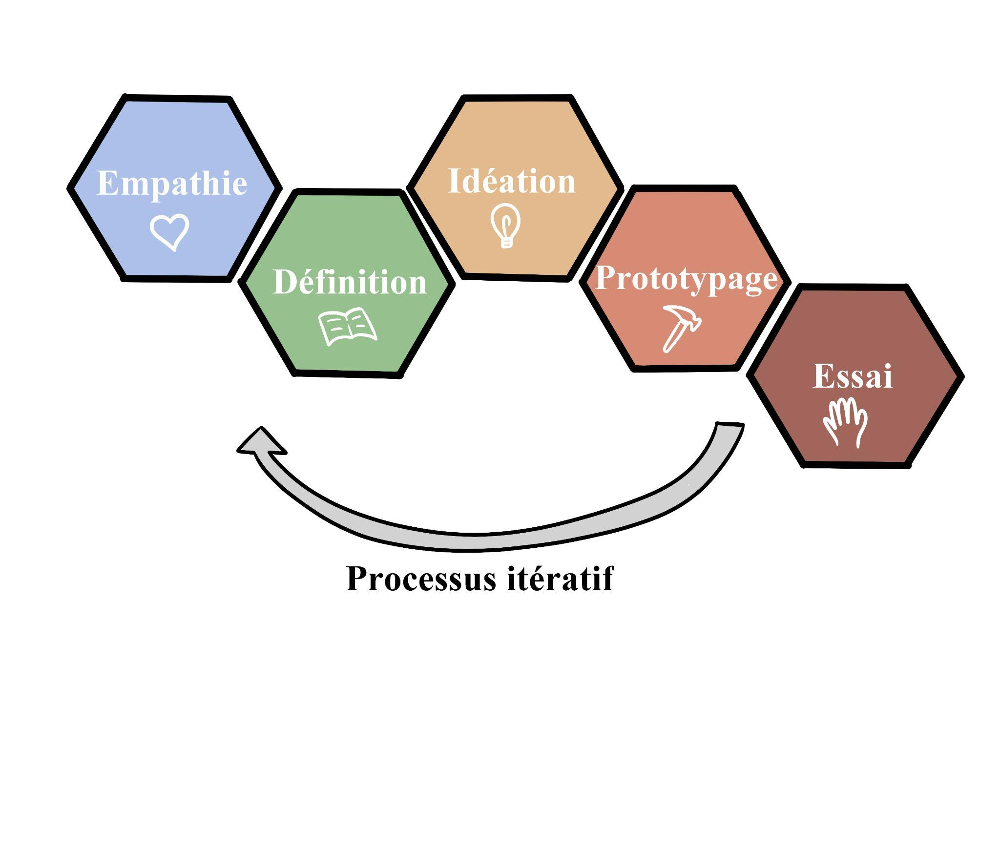 Empathie
Définition
Idéation
Prototypage
Essai
Processus itératif